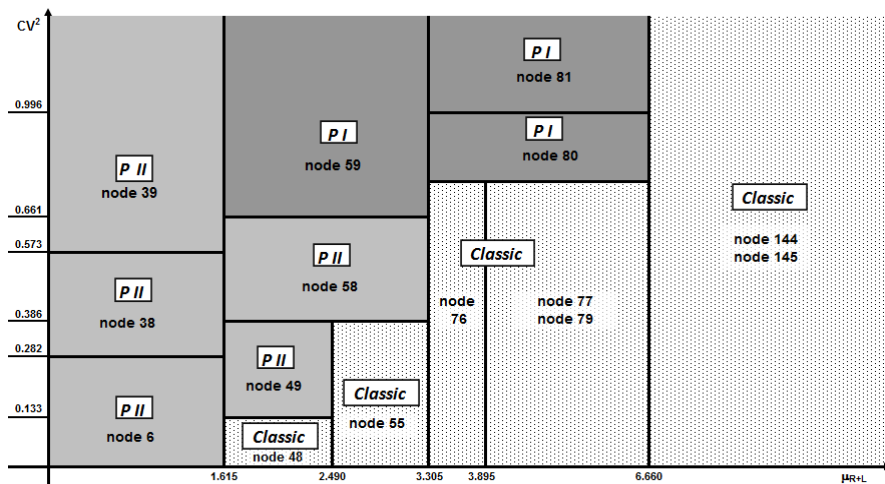 CV²
0.996
0.661
0.573
0.386
0.282
0.133
P II
node 39
P II
node 38
P II
node 6
P I
node 59
P II
node 58
P II
node 49
Classic
node 48
Classic
node 55
P I
node 81
P I
node 80
Classic
node
76
node 77
node 79
Classic
node 144
node 145
1.615
2.490
3.305
3.895
6.660
μR+L